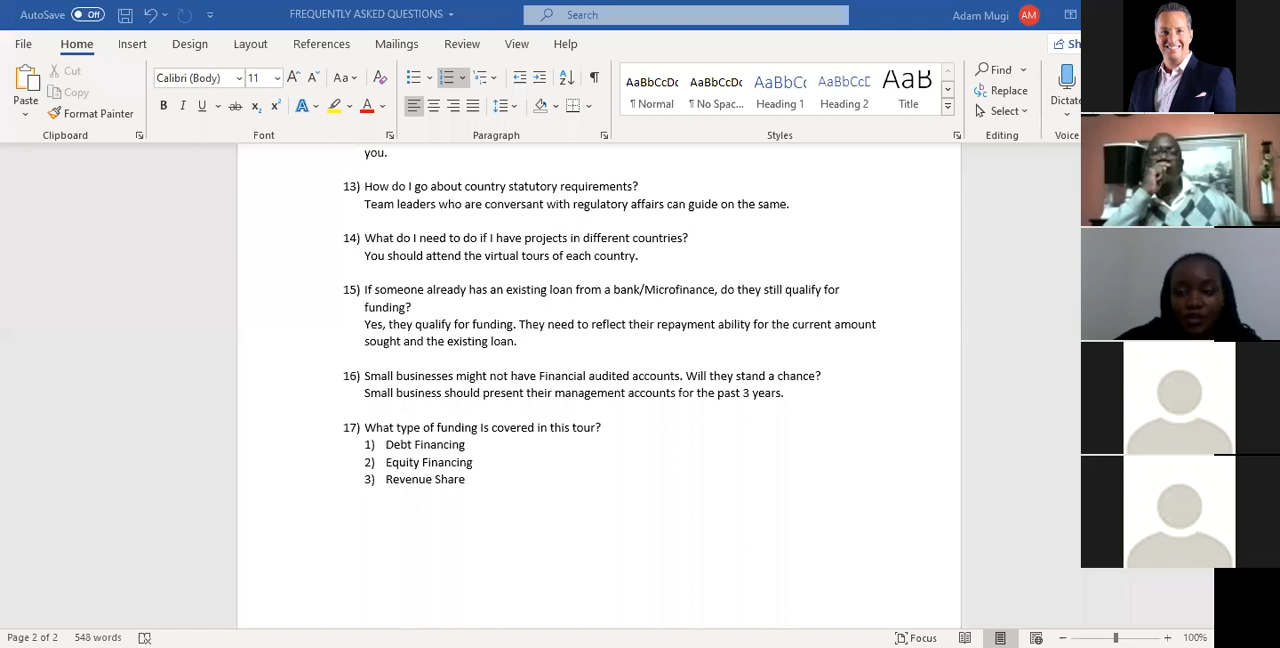 AutoSave Off FREQUENTLY ASKED QUESTIONS Search Adam Mugi AM
File Home Insert Design Layout References Mailings Review View Help Sh
Paste Cut Copy Format Painter
Calibri (Body) 11 Aa
B I U ab x₂ x² A A
AaBbCcDc AaBbCcDc AaBbCc AaBbCcC AaB
¶ Normal ¶ No Spac... Heading 1 Heading 2 Title
Find Replace Select Dictate
Clipboard Font Paragraph Styles Editing Voice
you.
13) How do I go about country statutory requirements?
Team leaders who are conversant with regulatory affairs can guide on the same.
14) What do I need to do if I have projects in different countries?
You should attend the virtual tours of each country.
15) If someone already has an existing loan from a bank/Microfinance, do they still qualify for
funding?
Yes, they qualify for funding. They need to reflect their repayment ability for the current amount
sought and the existing loan.
16) Small businesses might not have Financial audited accounts. Will they stand a chance?
Small business should present their management accounts for the past 3 years.
17) What type of funding Is covered in this tour?
1) Debt Financing
2) Equity Financing
3) Revenue Share
Page 2 of 2 548 words Focus 100%